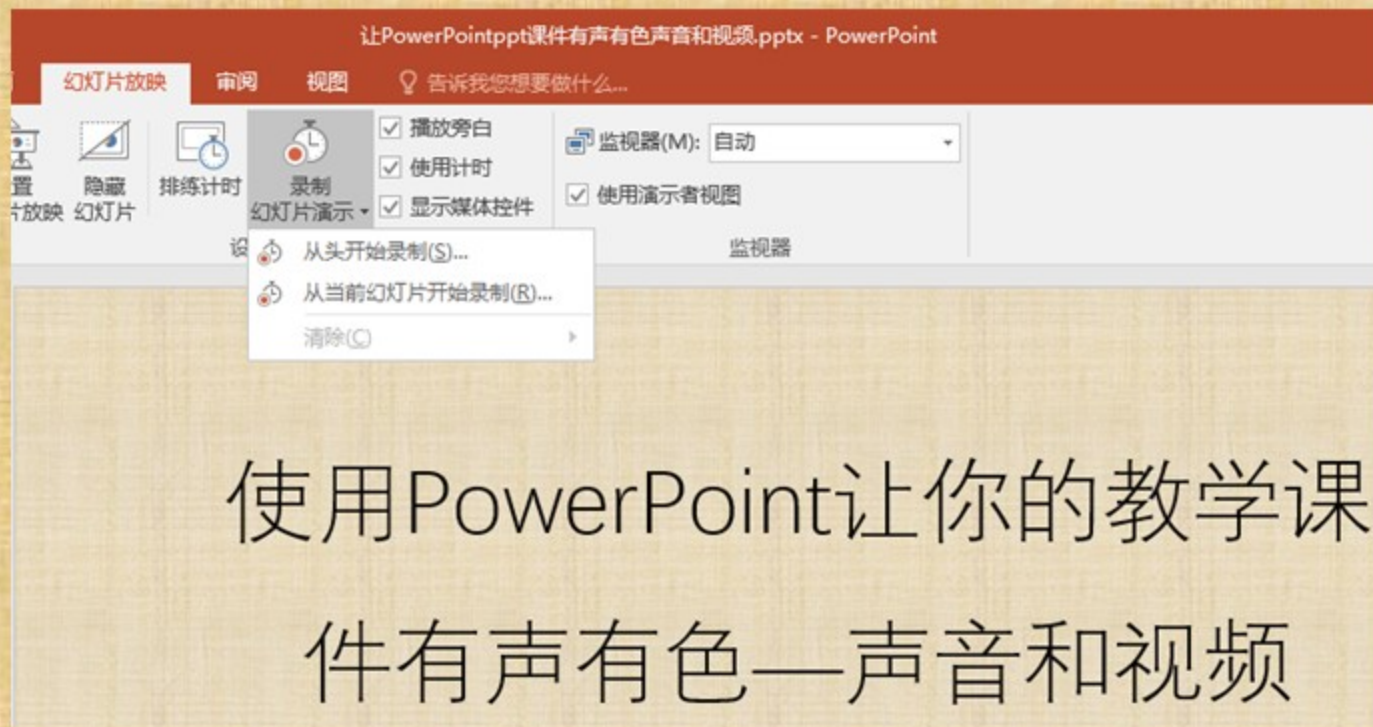 让PowerPointppt课件有声有色声音和视频.pptx - PowerPoint
幻灯片放映 审阅 视图 告诉我您想要做什么...
播放旁白
监视器(M): 自动
使用计时
置 隐藏 排练计时 录制
使用演示者视图
片放映 幻灯片 幻灯片演示 显示媒体控件
设 监视器
从头开始录制(S)...
从当前幻灯片开始录制(R)...
清除(C)
使用PowerPoint让你的教学课
件有声有色—声音和视频